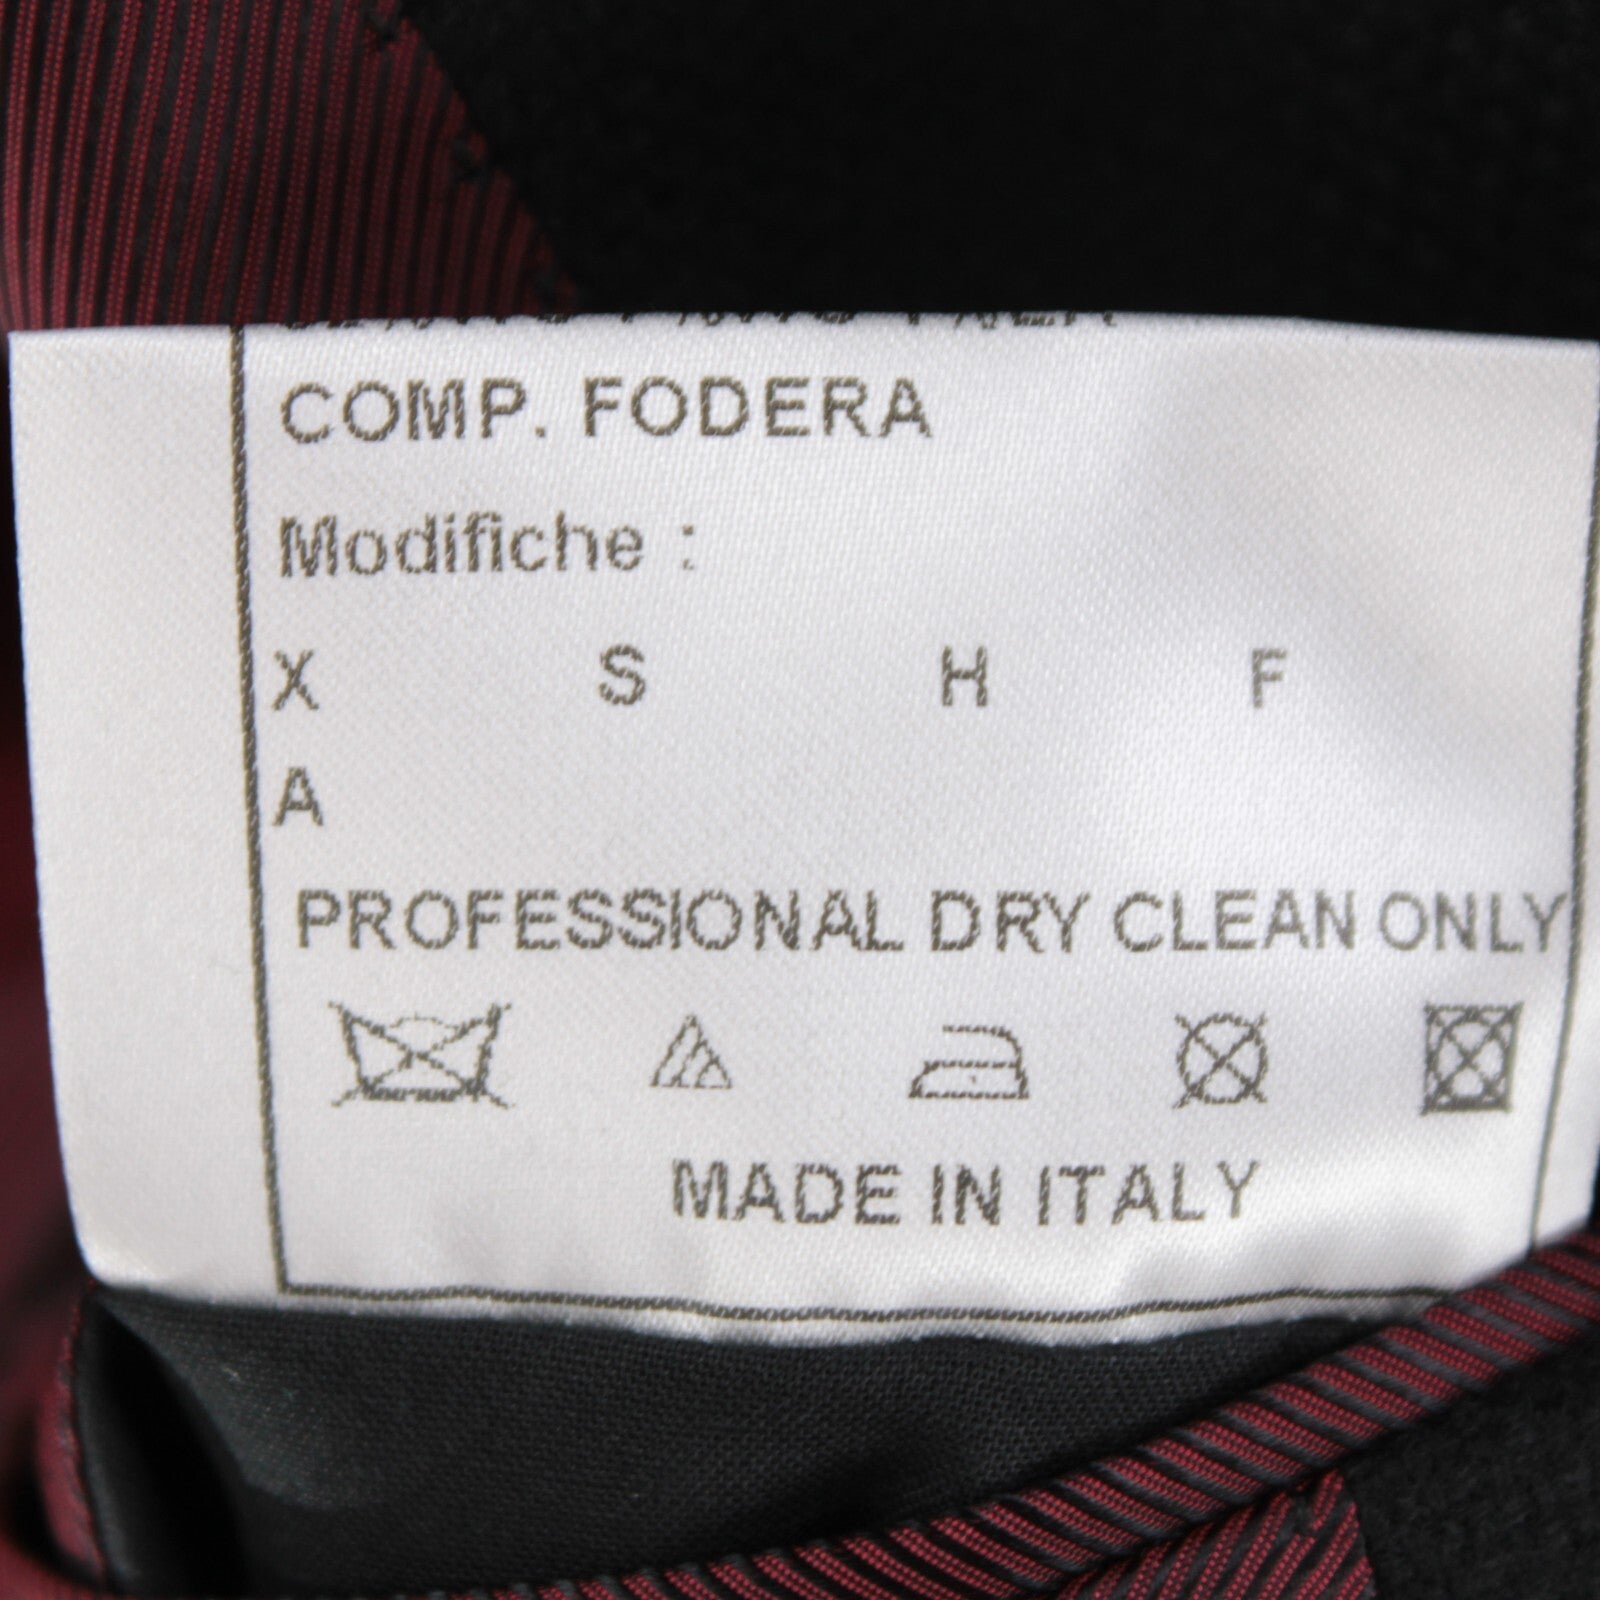 COMP. FODERA
Modifiche :
X S H F
A
PROFESSIONAL DRY CLEAN ONLY
MADE IN ITALY